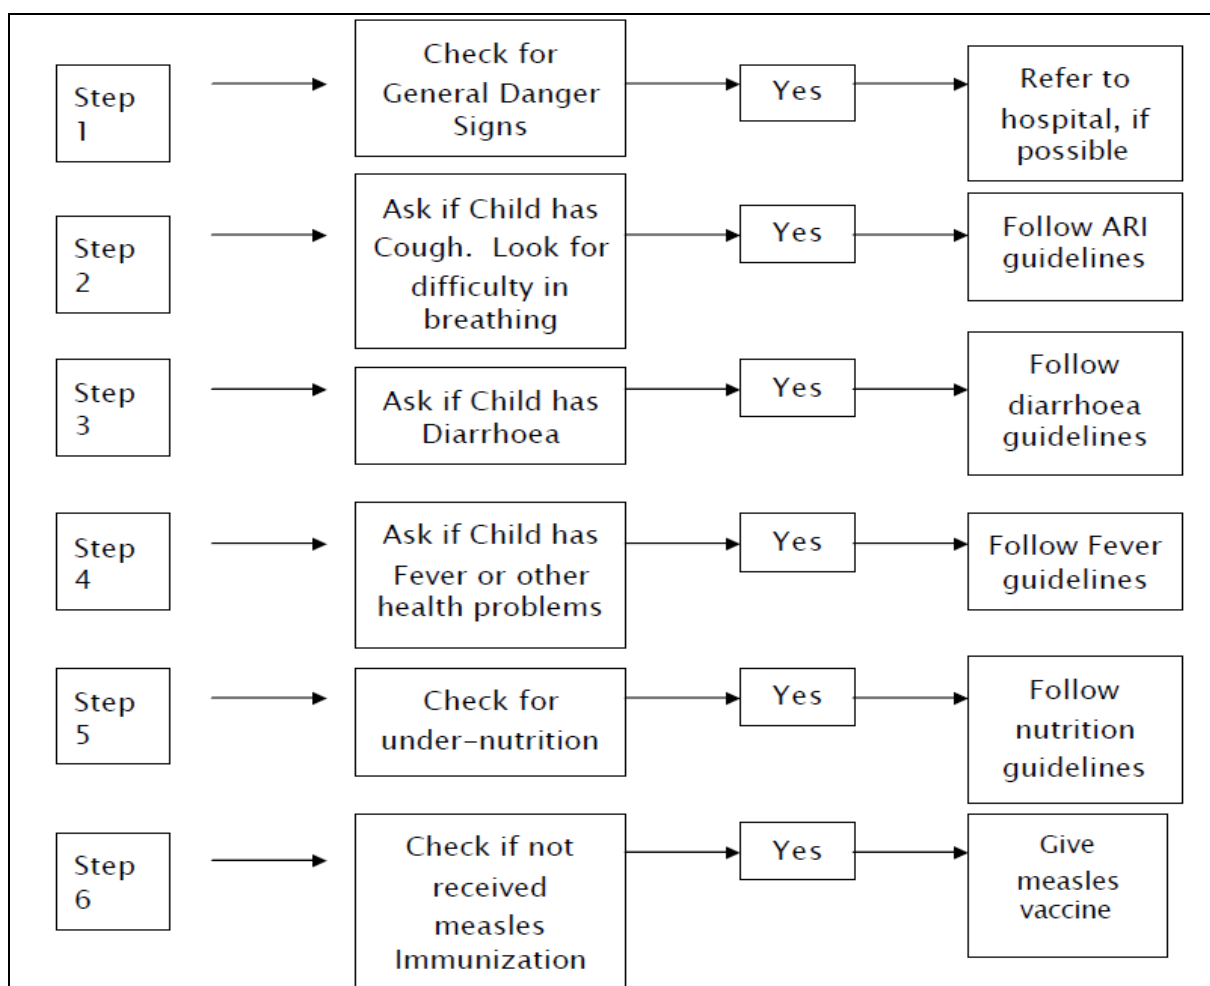 Step
1
Check for
General Danger
Signs
Yes
Refer to
hospital, if
possible
Step
2
Ask if Child has
Cough.  Look for
difficulty in
breathing
Yes
Follow ARI
guidelines
Step
3
Ask if Child has
Diarrhoea
Yes
Follow
diarrhoea
guidelines
Step
4
Ask if Child has
Fever or other
health problems
Yes
Follow Fever
guidelines
Step
5
Check for
under-nutrition
Yes
Follow
nutrition
guidelines
Step
6
Check if not
received
measles
Immunization
Yes
Give
measles
vaccine